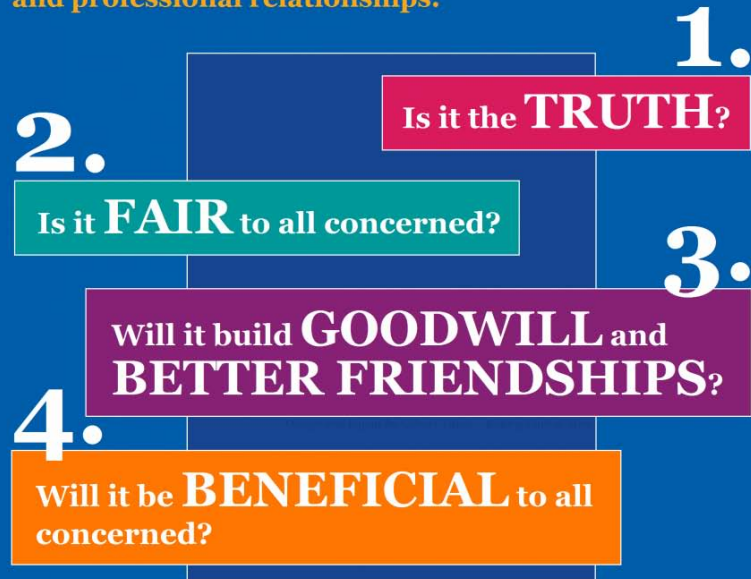 and professional relationships.
1.
Is it the TRUTH?
2.
Is it FAIR to all concerned?
3.
Will it build GOODWILL and
BETTER FRIENDSHIPS?
4.
Will it be BENEFICIAL to all
concerned?